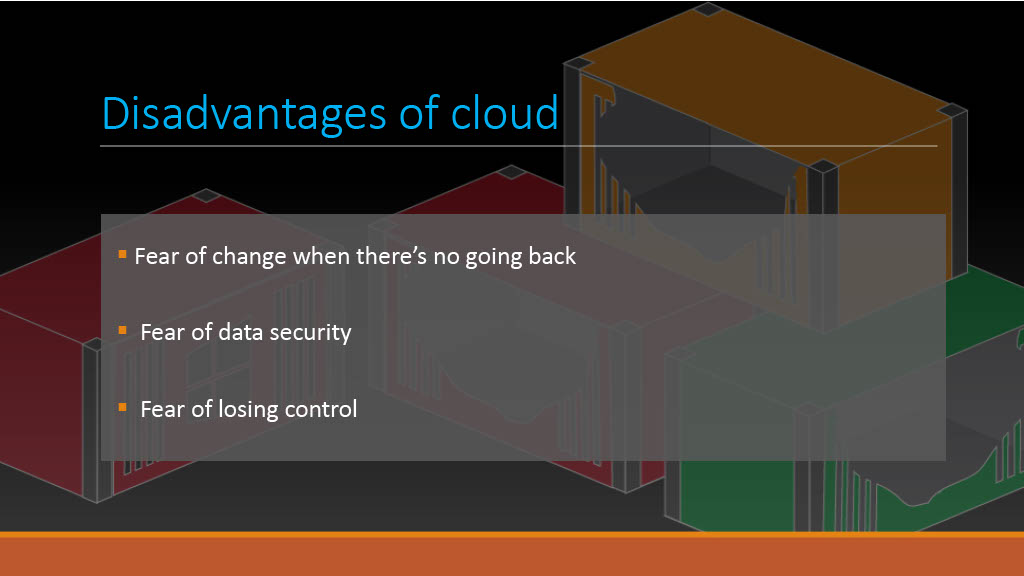 Disadvantages of cloud
Fear of change when there’s no going back
Fear of data security
Fear of losing control